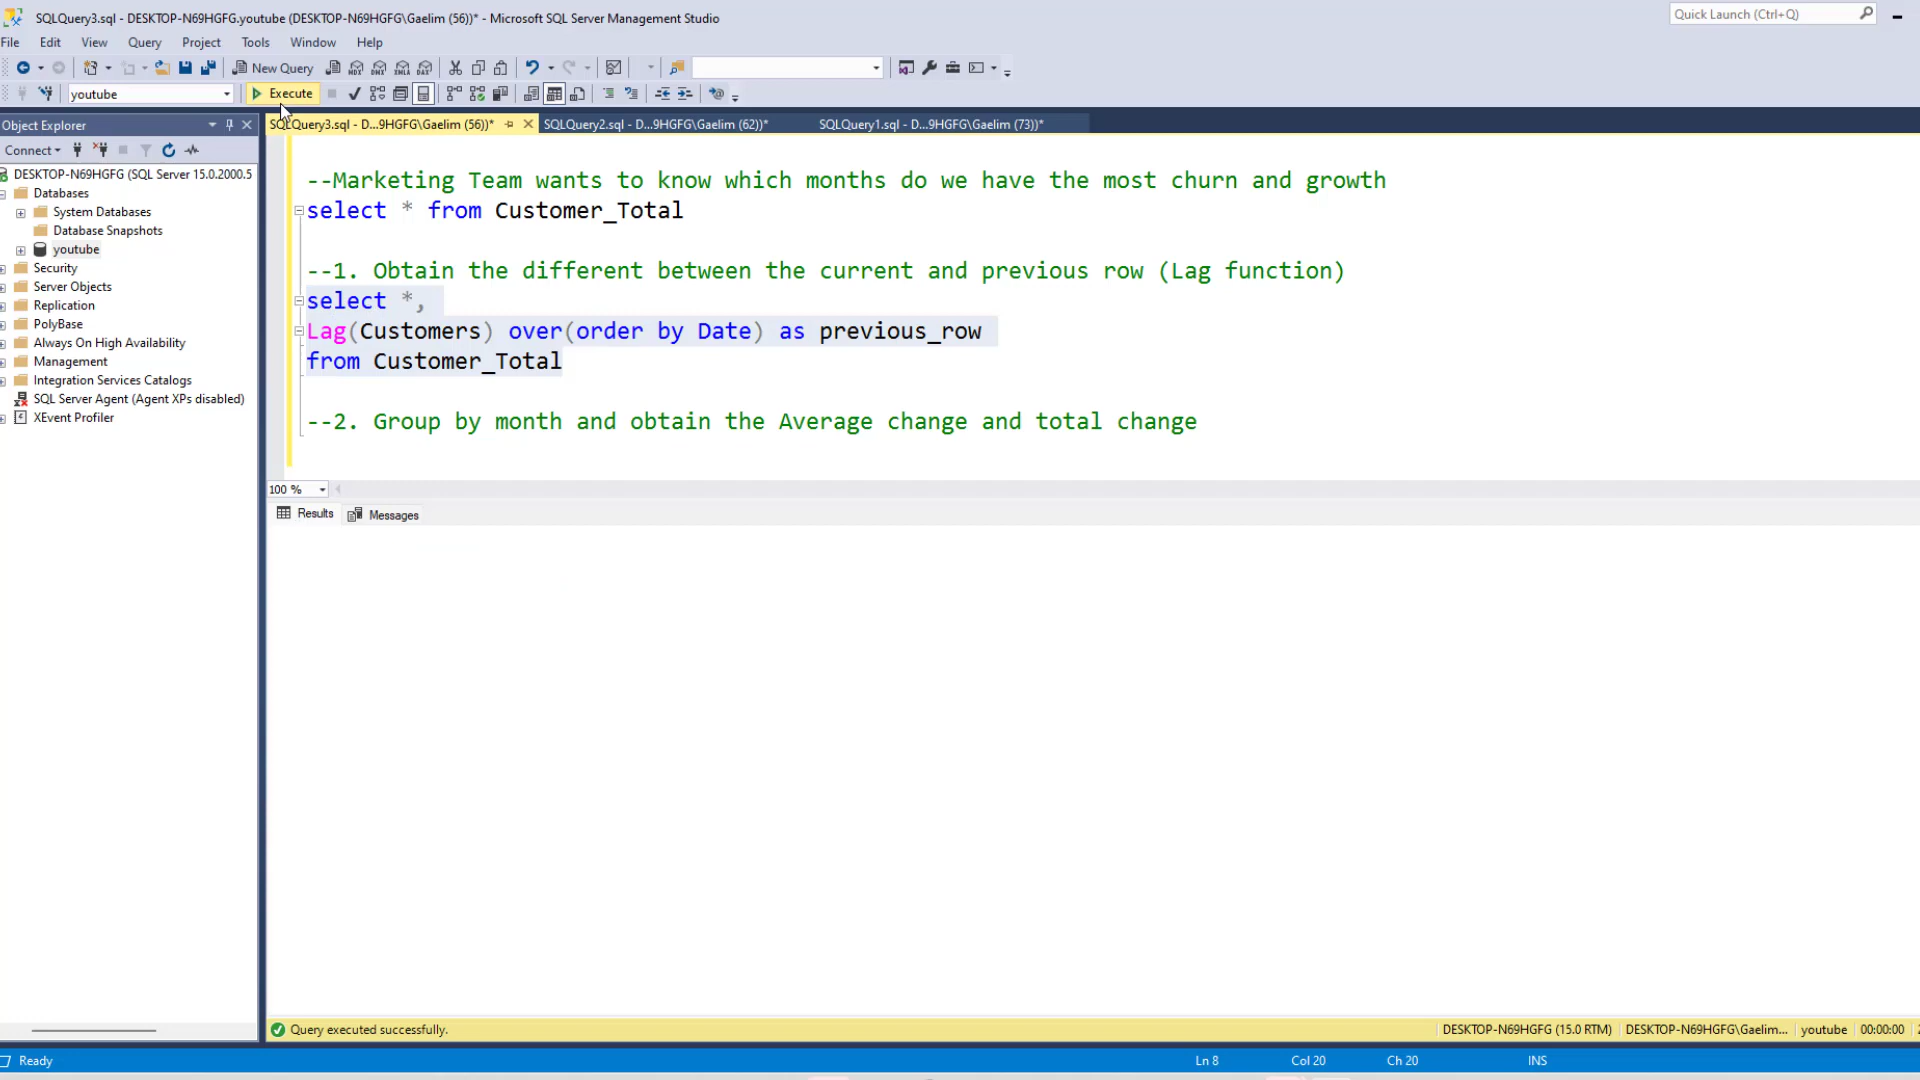 SQLQuery3.sql - DESKTOP-N69HGFG.youtube (DESKTOP-N69HGFG\Gaelim (56))* - Microsoft SQL Server Management Studio
Quick Launch (Ctrl+Q)
File Edit View Query Project Tools Window Help
New Query
youtube
Execute
Object Explorer
Connect
DESKTOP-N69HGFG (SQL Server 15.0.2000.5
Databases
System Databases
Database Snapshots
youtube
Security
Server Objects
Replication
PolyBase
Always On High Availability
Management
Integration Services Catalogs
SQL Server Agent (Agent XPs disabled)
XEvent Profiler
SQLQuery3.sql - D...9HGFG\Gaelim (56))* SQLQuery2.sql - D...9HGFG\Gaelim (62))* SQLQuery1.sql - D...9HGFG\Gaelim (73))*
--Marketing Team wants to know which months do we have the most churn and growth
select * from Customer_Total
--1. Obtain the different between the current and previous row (Lag function)
select *,
Lag(Customers) over(order by Date) as previous_row
from Customer_Total
--2. Group by month and obtain the Average change and total change
100 %
Results Messages
Query executed successfully.
DESKTOP-N69HGFG (15.0 RTM) DESKTOP-N69HGFG\Gaelim... youtube 00:00:00
Ready
Ln 8 Col 20 Ch 20 INS